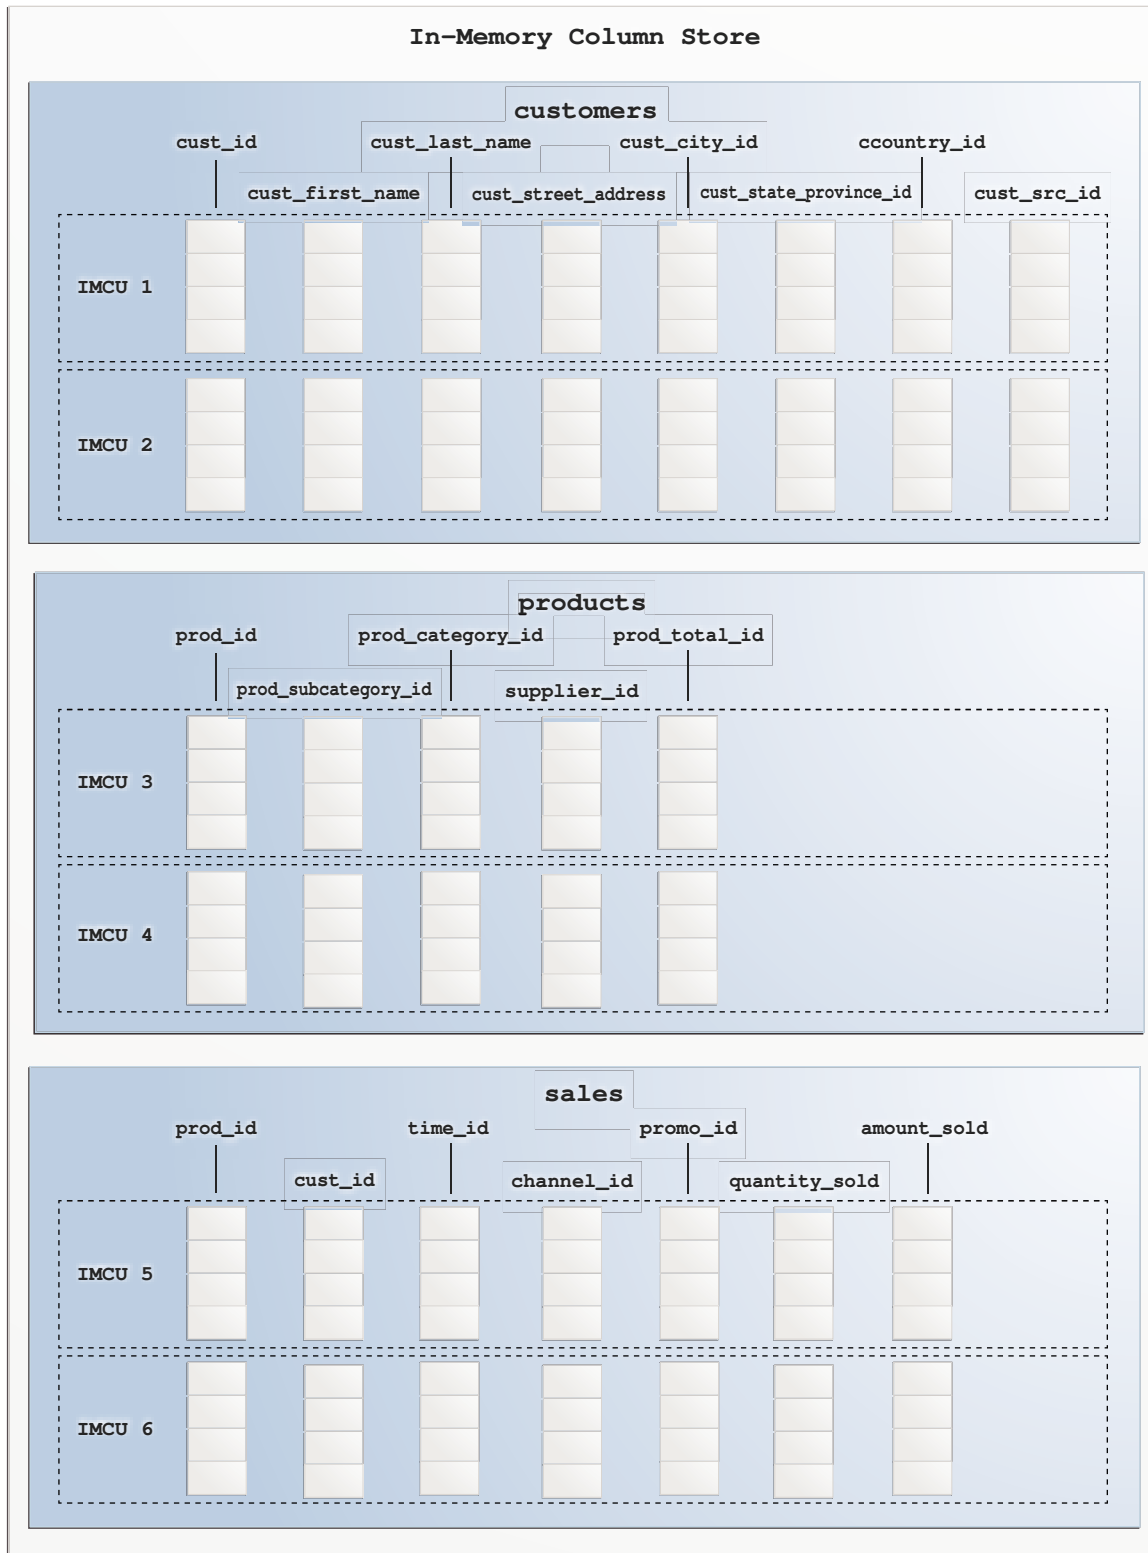 In-Memory Column Store
customers
cust_id cust_last_name cust_city_id ccountry_id
cust_first_name cust_street_address cust_state_province_id cust_src_id
IMCU 1
IMCU 2
products
prod_id prod_category_id prod_total_id
prod_subcategory_id supplier_id
IMCU 3
IMCU 4
sales
prod_id time_id promo_id amount_sold
cust_id channel_id quantity_sold
IMCU 5
IMCU 6